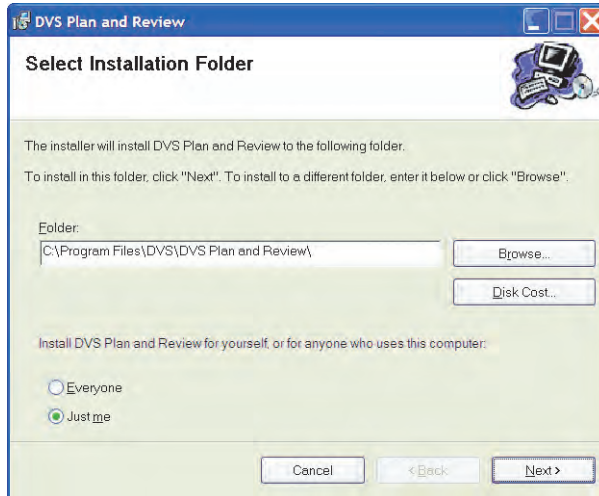 DVS Plan and Review
Select Installation Folder
The installer will install DVS Plan and Review to the following folder.
To install in this folder, click "Next". To install to a different folder, enter it below or click "Browse".
Folder:
C:\Program Files\DVS\DVS Plan and Review\
Browse...
Disk Cost...
Install DVS Plan and Review for yourself, or for anyone who uses this computer:
Everyone
Just me
Cancel
< Back
Next >